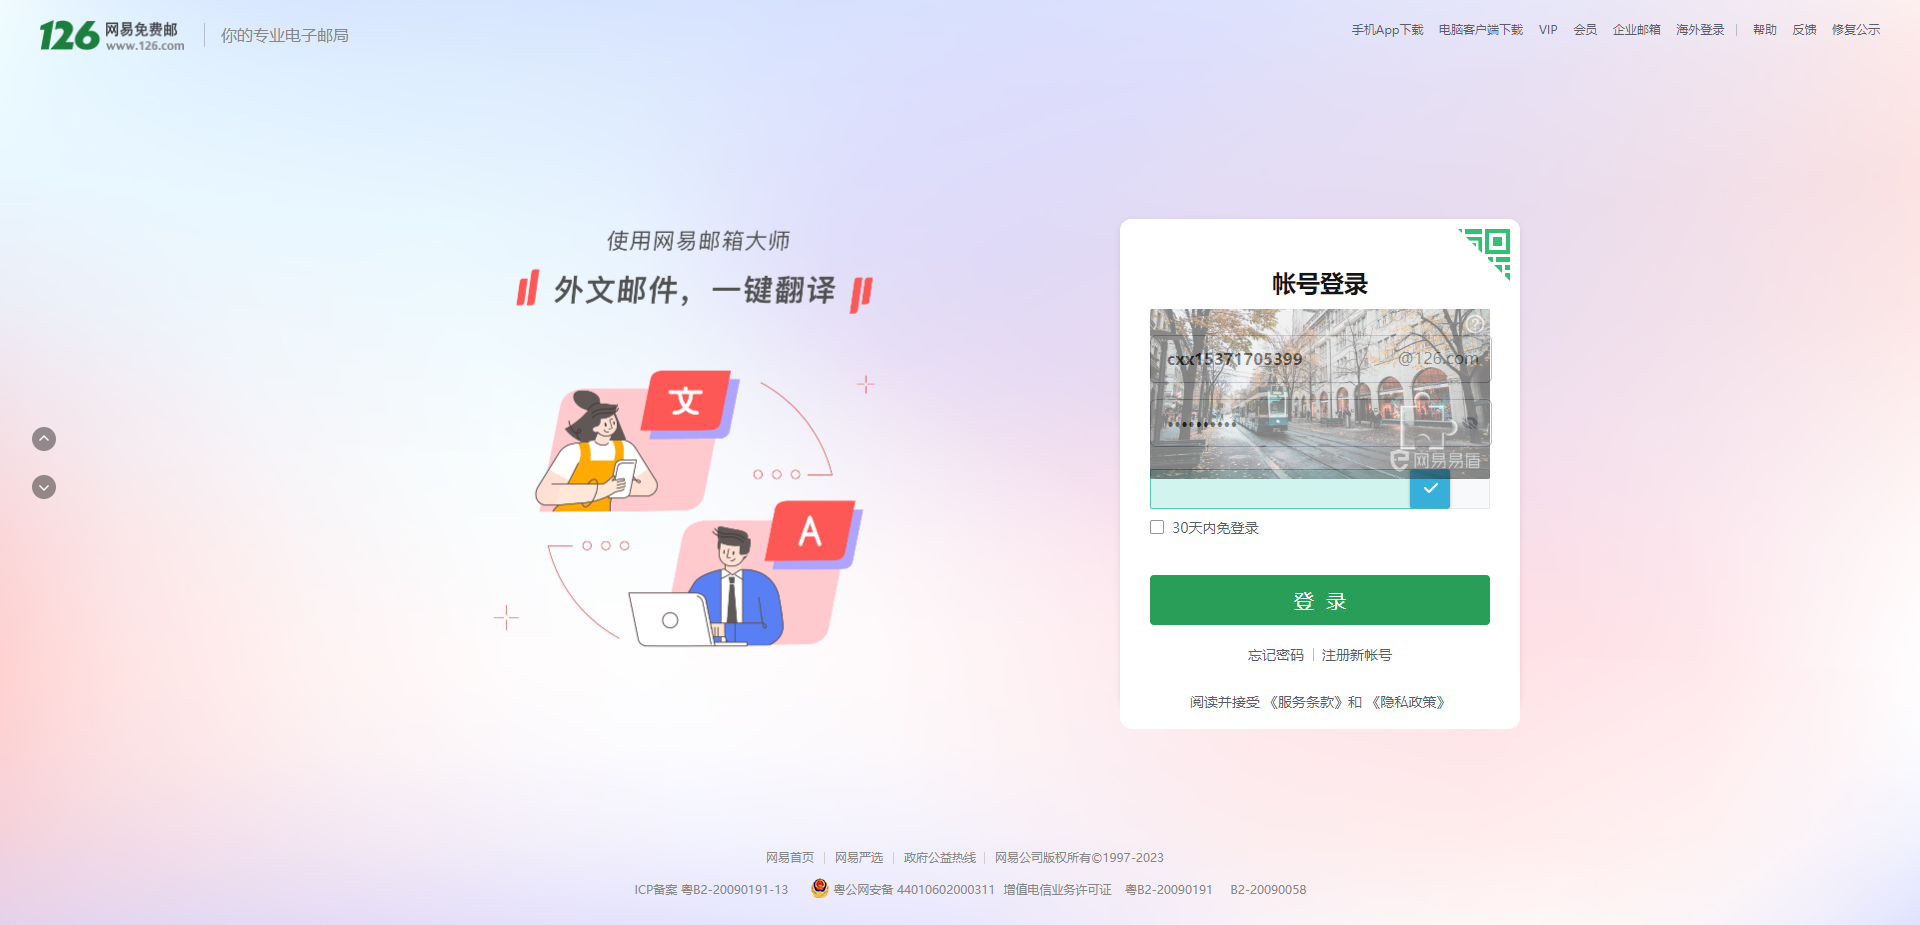 126 网易免费邮
www.126.com
你的专业电子邮局
手机App下载 电脑客户端下载 VIP 会员 企业邮箱 海外登录 帮助 反馈 修复公示
使用网易邮箱大师
外文邮件，一键翻译
文
A
帐号登录
cxx15371705399 @126.com
网易易盾
30天内免登录
登 录
忘记密码 注册新帐号
阅读并接受《服务条款》和《隐私政策》
网易首页 网易严选 政府公益热线 网易公司版权所有©1997-2023
ICP备案 粤B2-20090191-13 粤公网安备 44010602000311 增值电信业务许可证 粤B2-20090191 B2-20090058